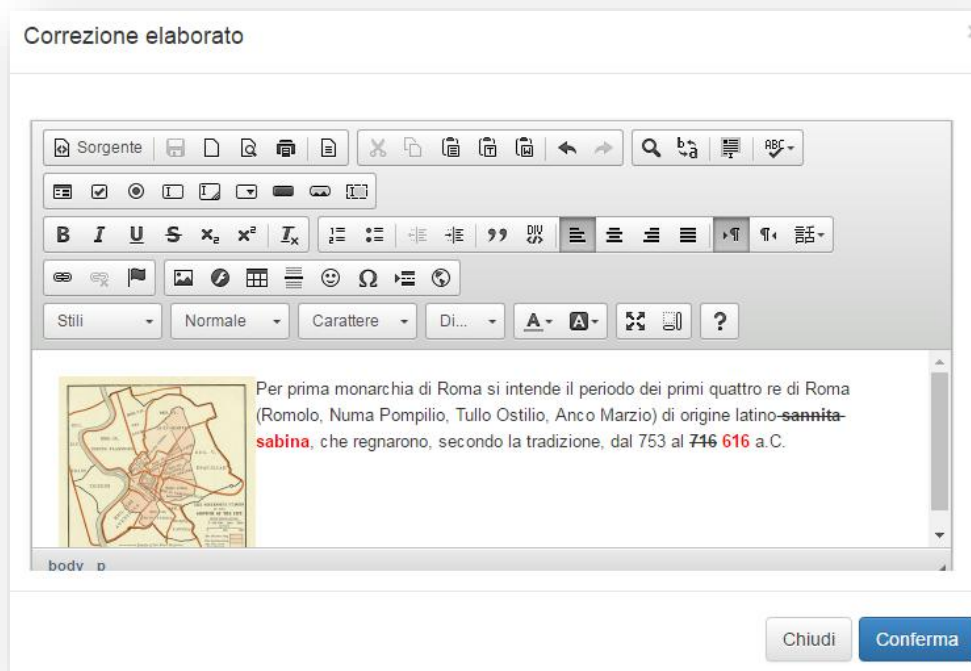 Correzione elaborato
Sorgente
Stili
Normale
Carattere
Di...
Per prima monarchia di Roma si intende il periodo dei primi quattro re di Roma
(Romolo, Numa Pompilio, Tullo Ostilio, Anco Marzio) di origine latino-sannita
sabina, che regnarono, secondo la tradizione, dal 753 al 716 616 a.C.
body p
Chiudi
Conferma